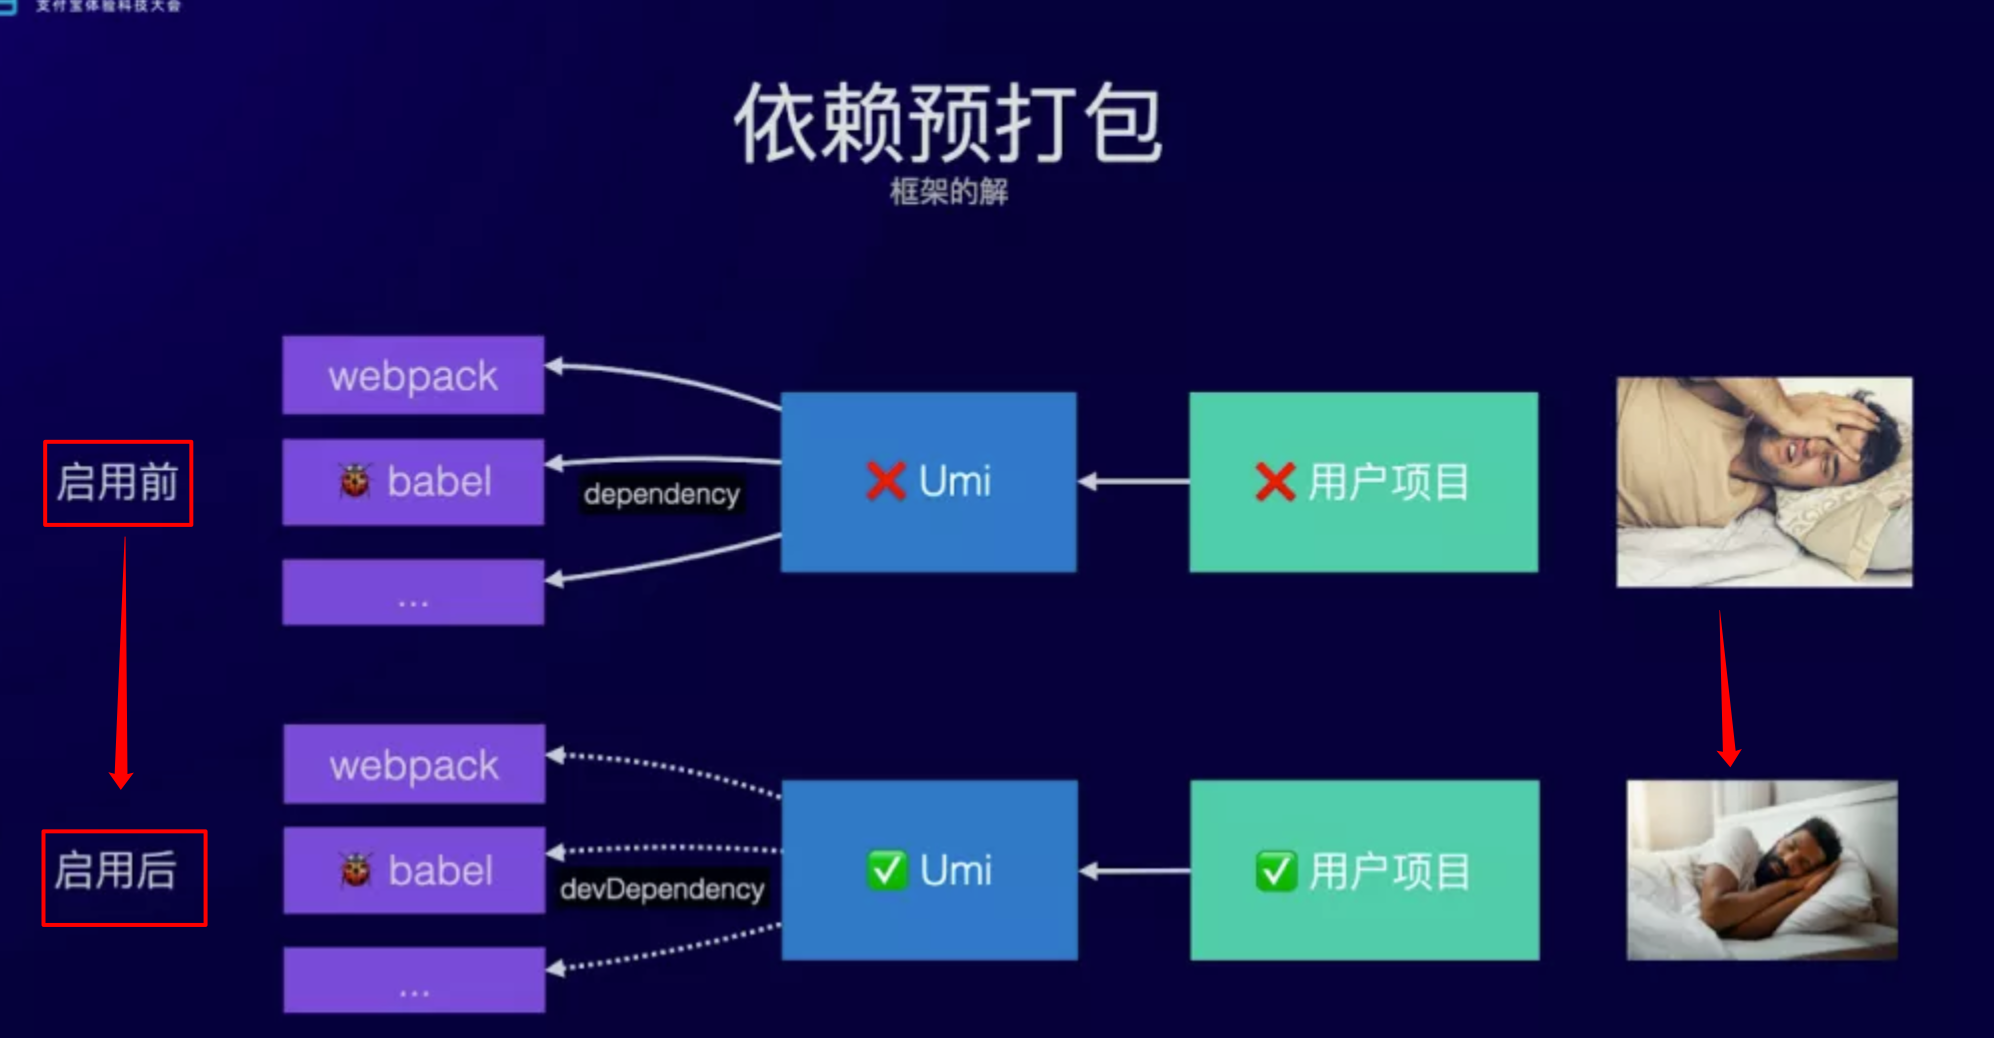 支付宝体验科技大会
依赖预打包
框架的解
启用前
webpack
babel
...
dependency
Umi
用户项目
启用后
webpack
babel
...
devDependency
Umi
用户项目